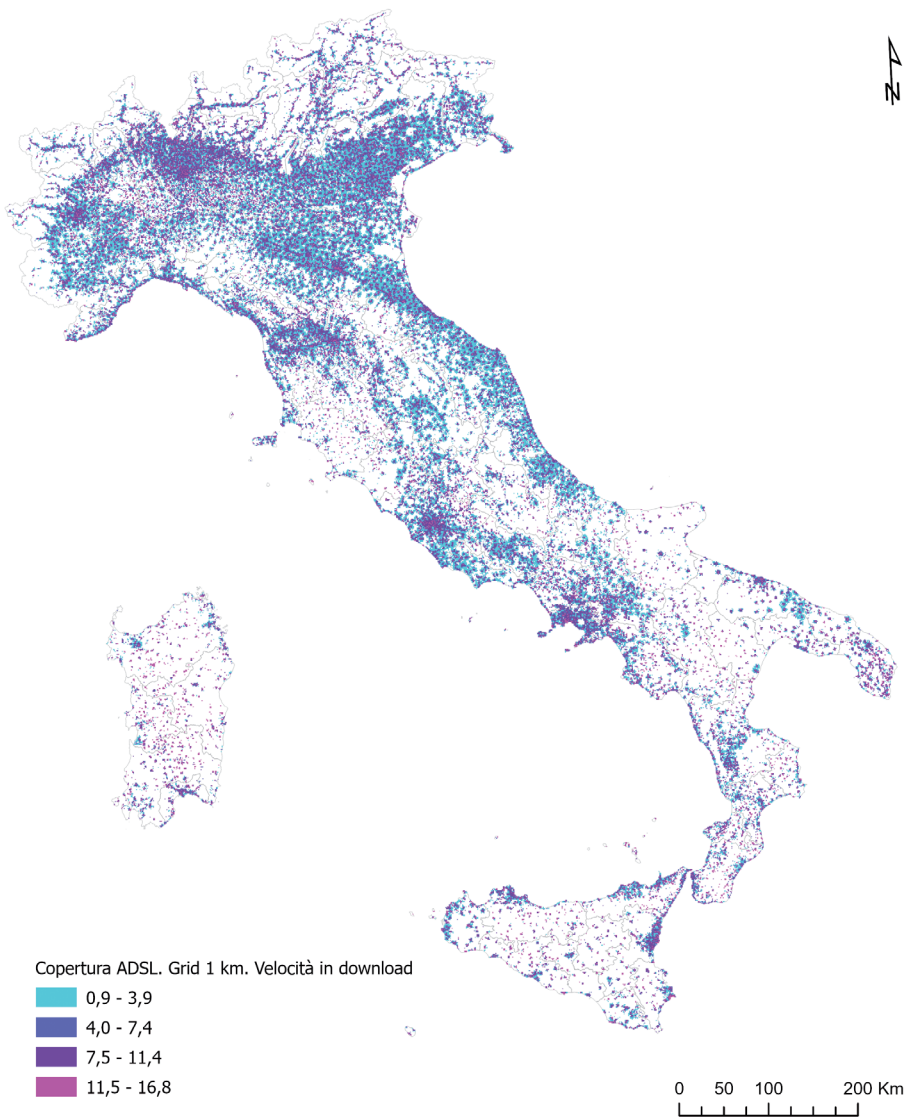 N
Copertura ADSL. Grid 1 km. Velocità in download
0,9 - 3,9
4,0 - 7,4
7,5 - 11,4
11,5 - 16,8
0 50 100 200 Km